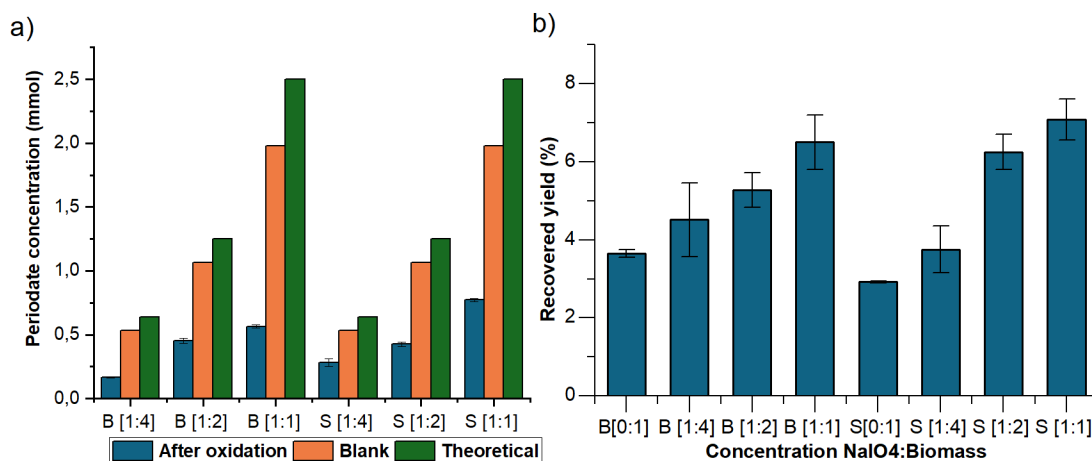 a)
Periodate concentration (mmol)
2,5
2,0
1,5
1,0
0,5
0,0
B [1:4] B [1:2] B [1:1] S [1:4] S [1:2] S [1:1]
After oxidation Blank Theoretical
b)
Recovered yield (%)
8
6
4
2
0
B[0:1] B [1:4] B [1:2] B [1:1] S[0:1] S [1:4] S [1:2] S [1:1]
Concentration NaIO4:Biomass